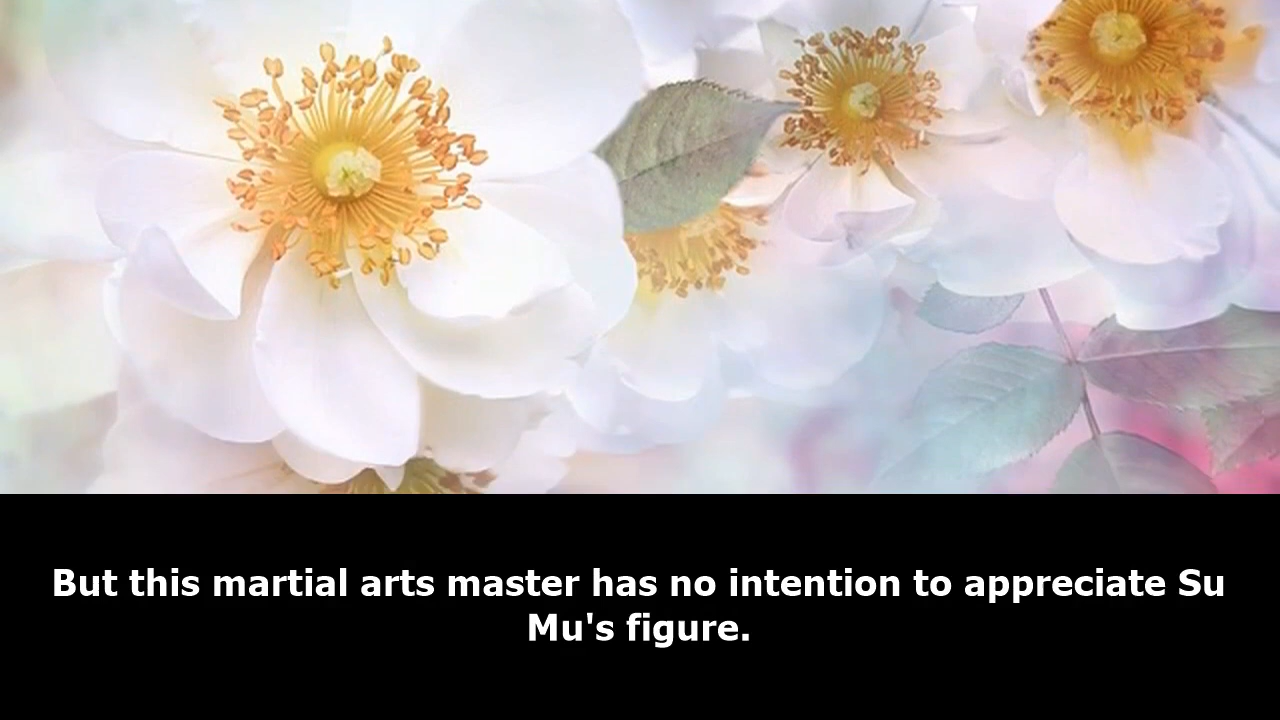 But this martial arts master has no intention to appreciate Su
Mu's figure.